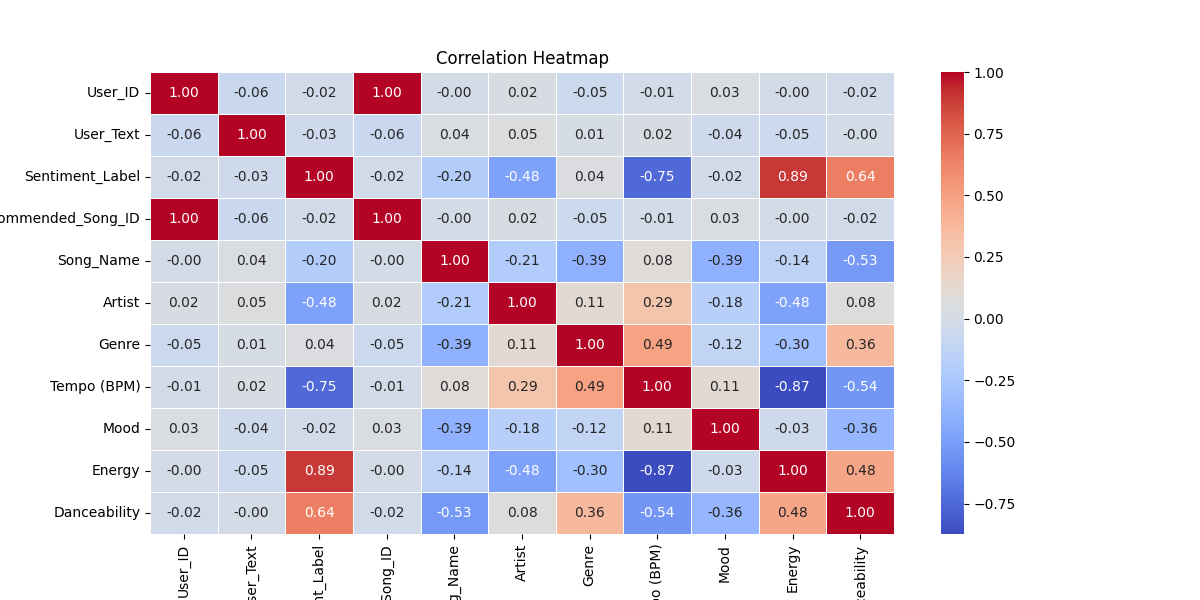 Correlation Heatmap
User_ID 1.00 -0.06 -0.02 1.00 -0.00 0.02 -0.05 -0.01 0.03 -0.00 -0.02
User_Text -0.06 1.00 -0.03 -0.06 0.04 0.05 0.01 0.02 -0.04 -0.05 -0.00
Sentiment_Label -0.02 -0.03 1.00 -0.02 -0.20 -0.48 0.04 -0.75 -0.02 0.89 0.64
ommended_Song_ID 1.00 -0.06 -0.02 1.00 -0.00 0.02 -0.05 -0.01 0.03 -0.00 -0.02
Song_Name -0.00 0.04 -0.20 -0.00 1.00 -0.21 -0.39 0.08 -0.39 -0.14 -0.53
Artist 0.02 0.05 -0.48 0.02 -0.21 1.00 0.11 0.29 -0.18 -0.48 0.08
Genre -0.05 0.01 0.04 -0.05 -0.39 0.11 1.00 0.49 -0.12 -0.30 0.36
Tempo (BPM) -0.01 0.02 -0.75 -0.01 0.08 0.29 0.49 1.00 0.11 -0.87 -0.54
Mood 0.03 -0.04 -0.02 0.03 -0.39 -0.18 -0.12 0.11 1.00 -0.03 -0.36
Energy -0.00 -0.05 0.89 -0.00 -0.14 -0.48 -0.30 -0.87 -0.03 1.00 0.48
Danceability -0.02 -0.00 0.64 -0.02 -0.53 0.08 0.36 -0.54 -0.36 0.48 1.00
User_ID
ser_Text
nt_Label
Song_ID
g_Name
Artist
Genre
po (BPM)
Mood
Energy
ceability
1.00
0.75
0.50
0.25
0.00
−0.25
−0.50
−0.75